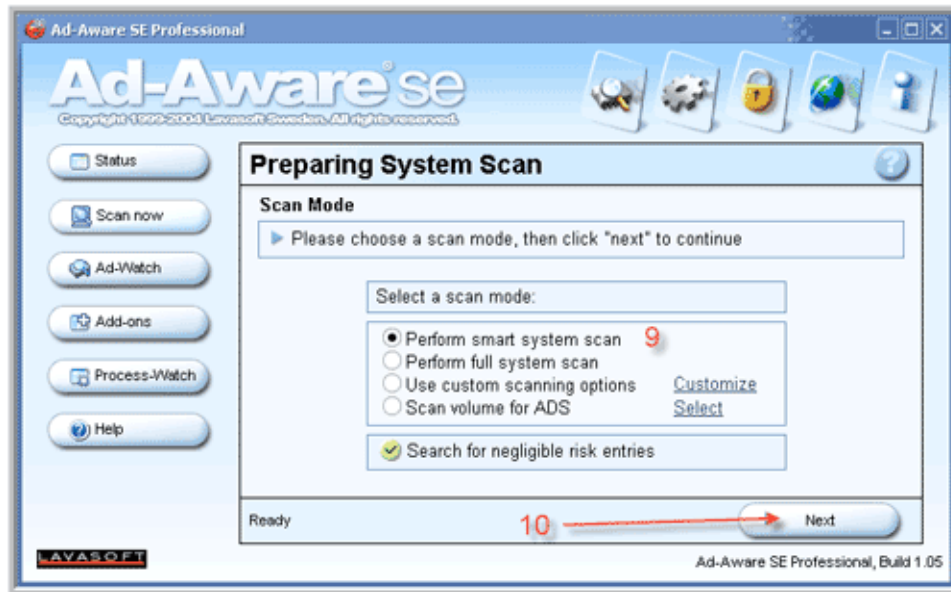 Ad-Aware SE Professional
Ad-Aware SE
Copyright 1999-2004 Lavasoft Sweden. All rights reserved.
Status
Scan now
Ad-Watch
Add-ons
Process-Watch
Help
Preparing System Scan
?
Scan Mode
Please choose a scan mode, then click "next" to continue
Select a scan mode:
Perform smart system scan 9
Perform full system scan
Use custom scanning options Customize
Scan volume for ADS Select
Search for negligible risk entries
Ready 10 Next
LAVASOFT
Ad-Aware SE Professional, Build 1.05